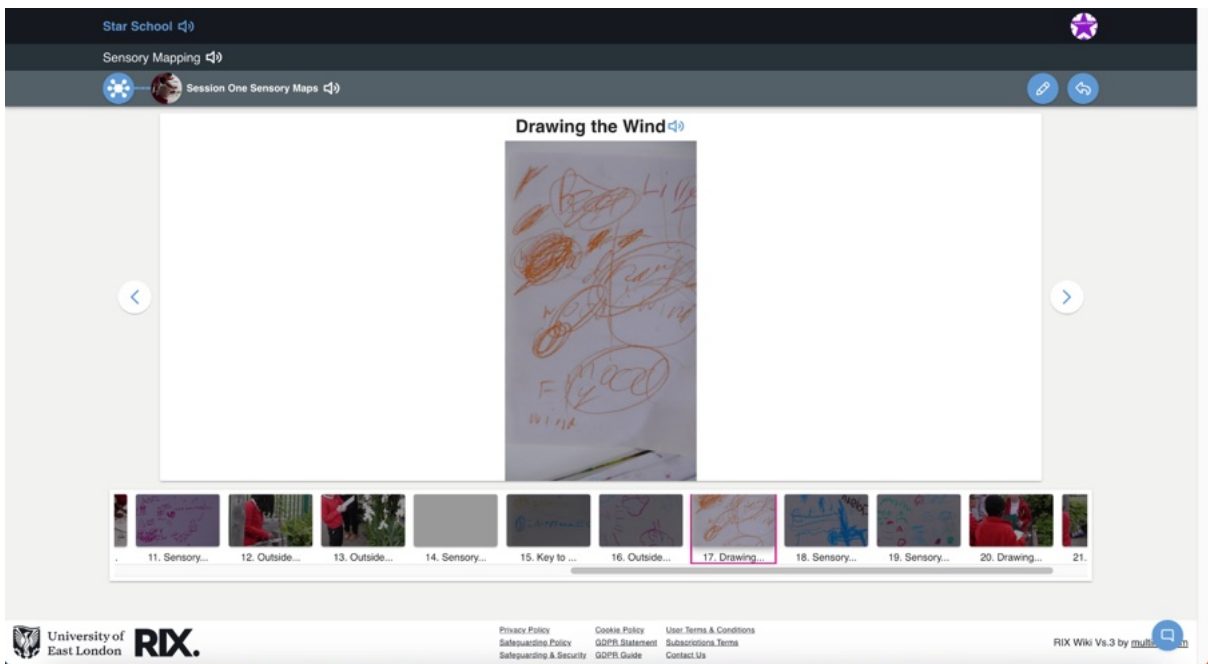 Star School
Sensory Mapping
Session One Sensory Maps
Drawing the Wind
wind
wind
11. Sensory...
12. Outside...
13. Outside...
14. Sensory...
15. Key to ...
16. Outside...
17. Drawing...
18. Sensory...
19. Sensory...
20. Drawing...
21.
University of East London
RIX.
Privacy Policy Cookie Policy User Terms & Conditions
Safeguarding Policy GDPR Statement Subscriptions Terms
Safeguarding & Security GDPR Guide Contact Us
RIX Wiki Vs.3 by